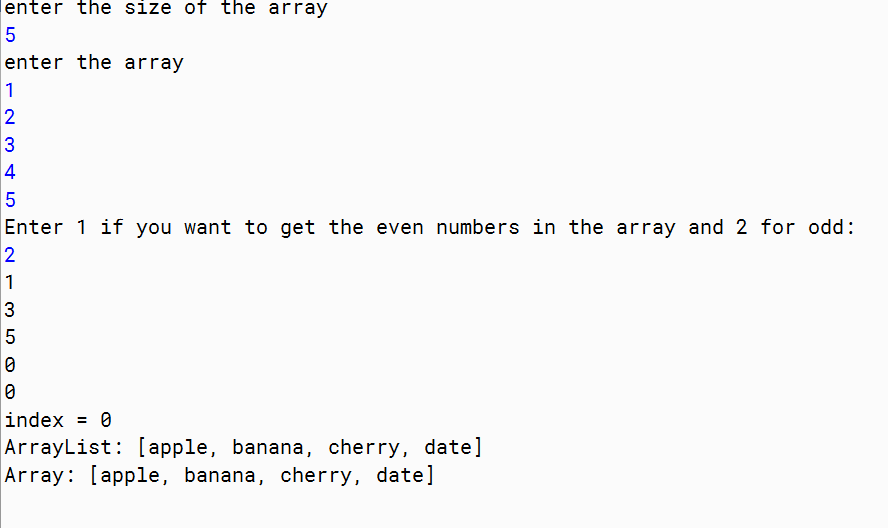 enter the size of the array
5
enter the array
1
2
3
4
5
Enter 1 if you want to get the even numbers in the array and 2 for odd:
2
1
3
5
0
0
index = 0
ArrayList: [apple, banana, cherry, date]
Array: [apple, banana, cherry, date]